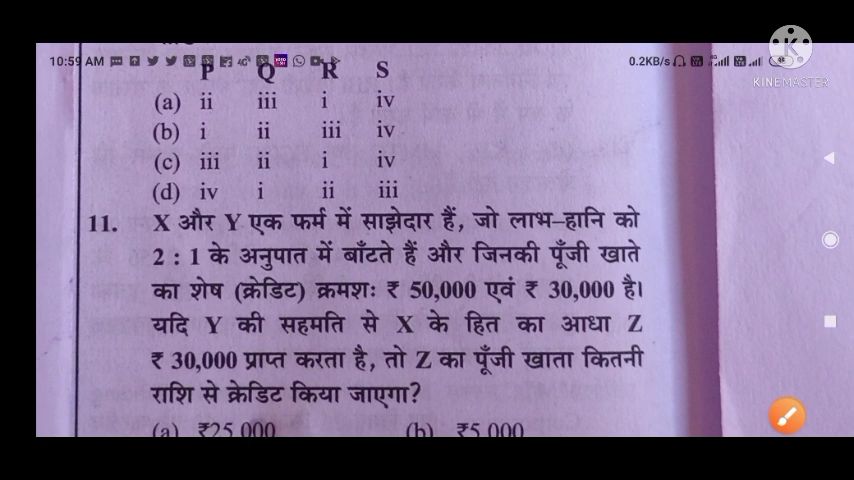 10:59 AM
0.2KB/s
KINEMASTER
P Q R S
(a) ii iii i iv
(b) i ii iii iv
(c) iii ii i iv
(d) iv i ii iii
11. X और Y एक फर्म में साझेदार हैं, जो लाभ-हानि को
2 : 1 के अनुपात में बाँटते हैं और जिनकी पूँजी खाते
का शेष (क्रेडिट) क्रमशः ₹ 50,000 एवं ₹ 30,000 है।
यदि Y की सहमति से X के हित का आधा Z
₹ 30,000 प्राप्त करता है, तो Z का पूँजी खाता कितनी
राशि से क्रेडिट किया जाएगा?
(a) ₹25,000 (b) ₹5,000